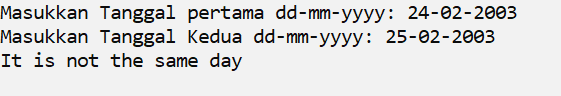 Masukkan Tanggal pertama dd-mm-yyyy: 24-02-2003
Masukkan Tanggal Kedua dd-mm-yyyy: 25-02-2003
It is not the same day